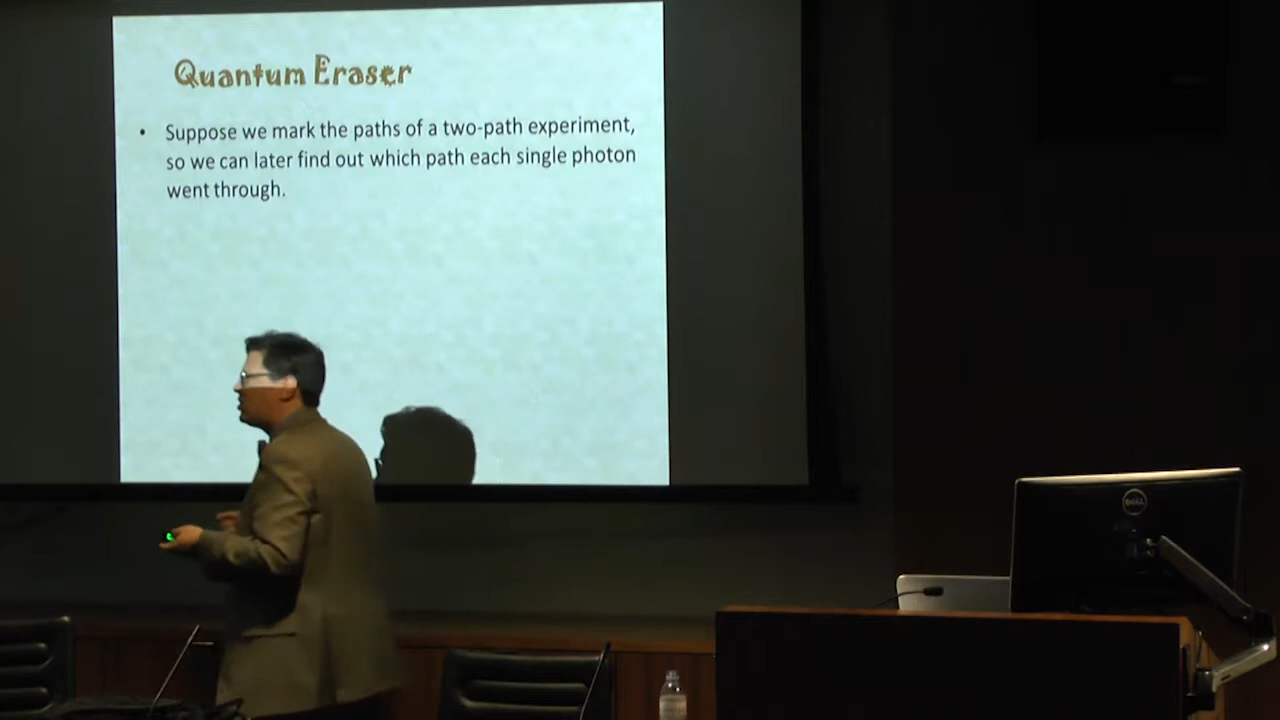 Quantum Eraser
• Suppose we mark the paths of a two-path experiment,
so we can later find out which path each single photon
went through.
DELL